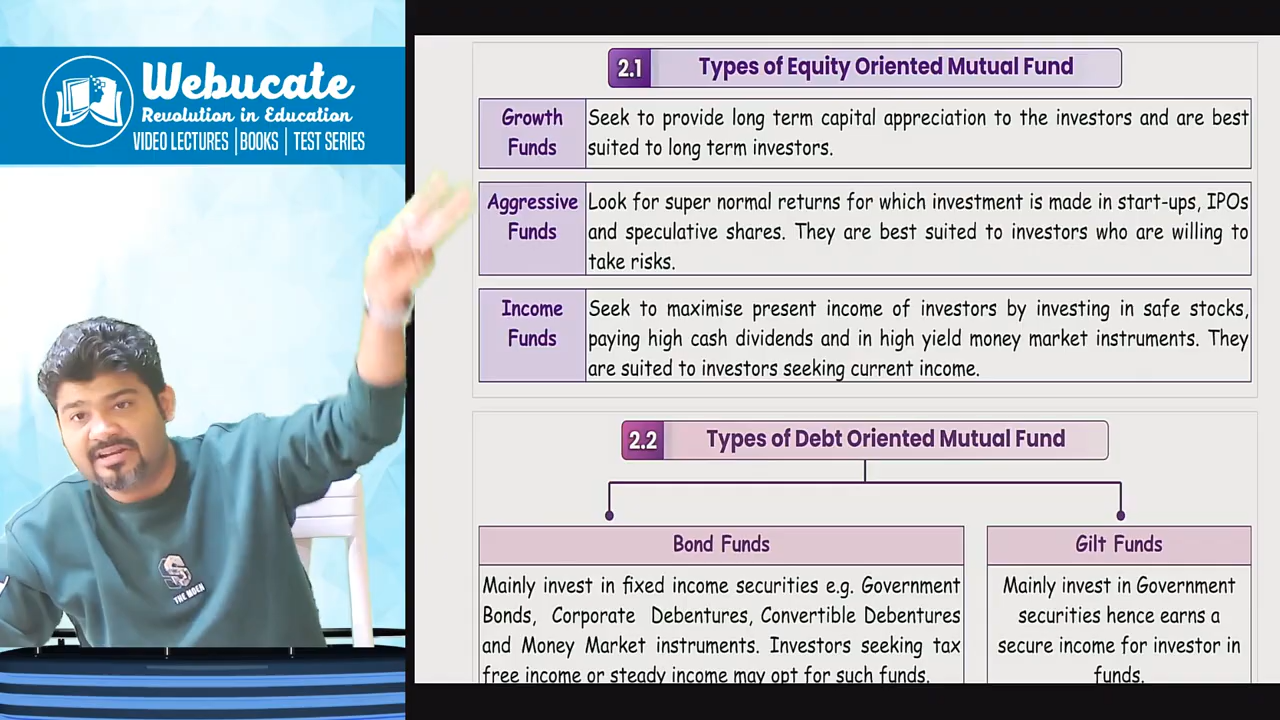 Webucate
Revolution in Education
VIDEO LECTURES | BOOKS | TEST SERIES
2.1 Types of Equity Oriented Mutual Fund
Growth
Funds
Seek to provide long term capital appreciation to the investors and are best
suited to long term investors.
Aggressive
Funds
Look for super normal returns for which investment is made in start-ups, IPOs
and speculative shares. They are best suited to investors who are willing to
take risks.
Income
Funds
Seek to maximise present income of investors by investing in safe stocks,
paying high cash dividends and in high yield money market instruments. They
are suited to investors seeking current income.
2.2 Types of Debt Oriented Mutual Fund
Bond Funds
Mainly invest in fixed income securities e.g. Government
Bonds, Corporate Debentures, Convertible Debentures
and Money Market instruments. Investors seeking tax
free income or steady income may opt for such funds.
Gilt Funds
Mainly invest in Government
securities hence earns a
secure income for investor in
funds.
THE MOEH